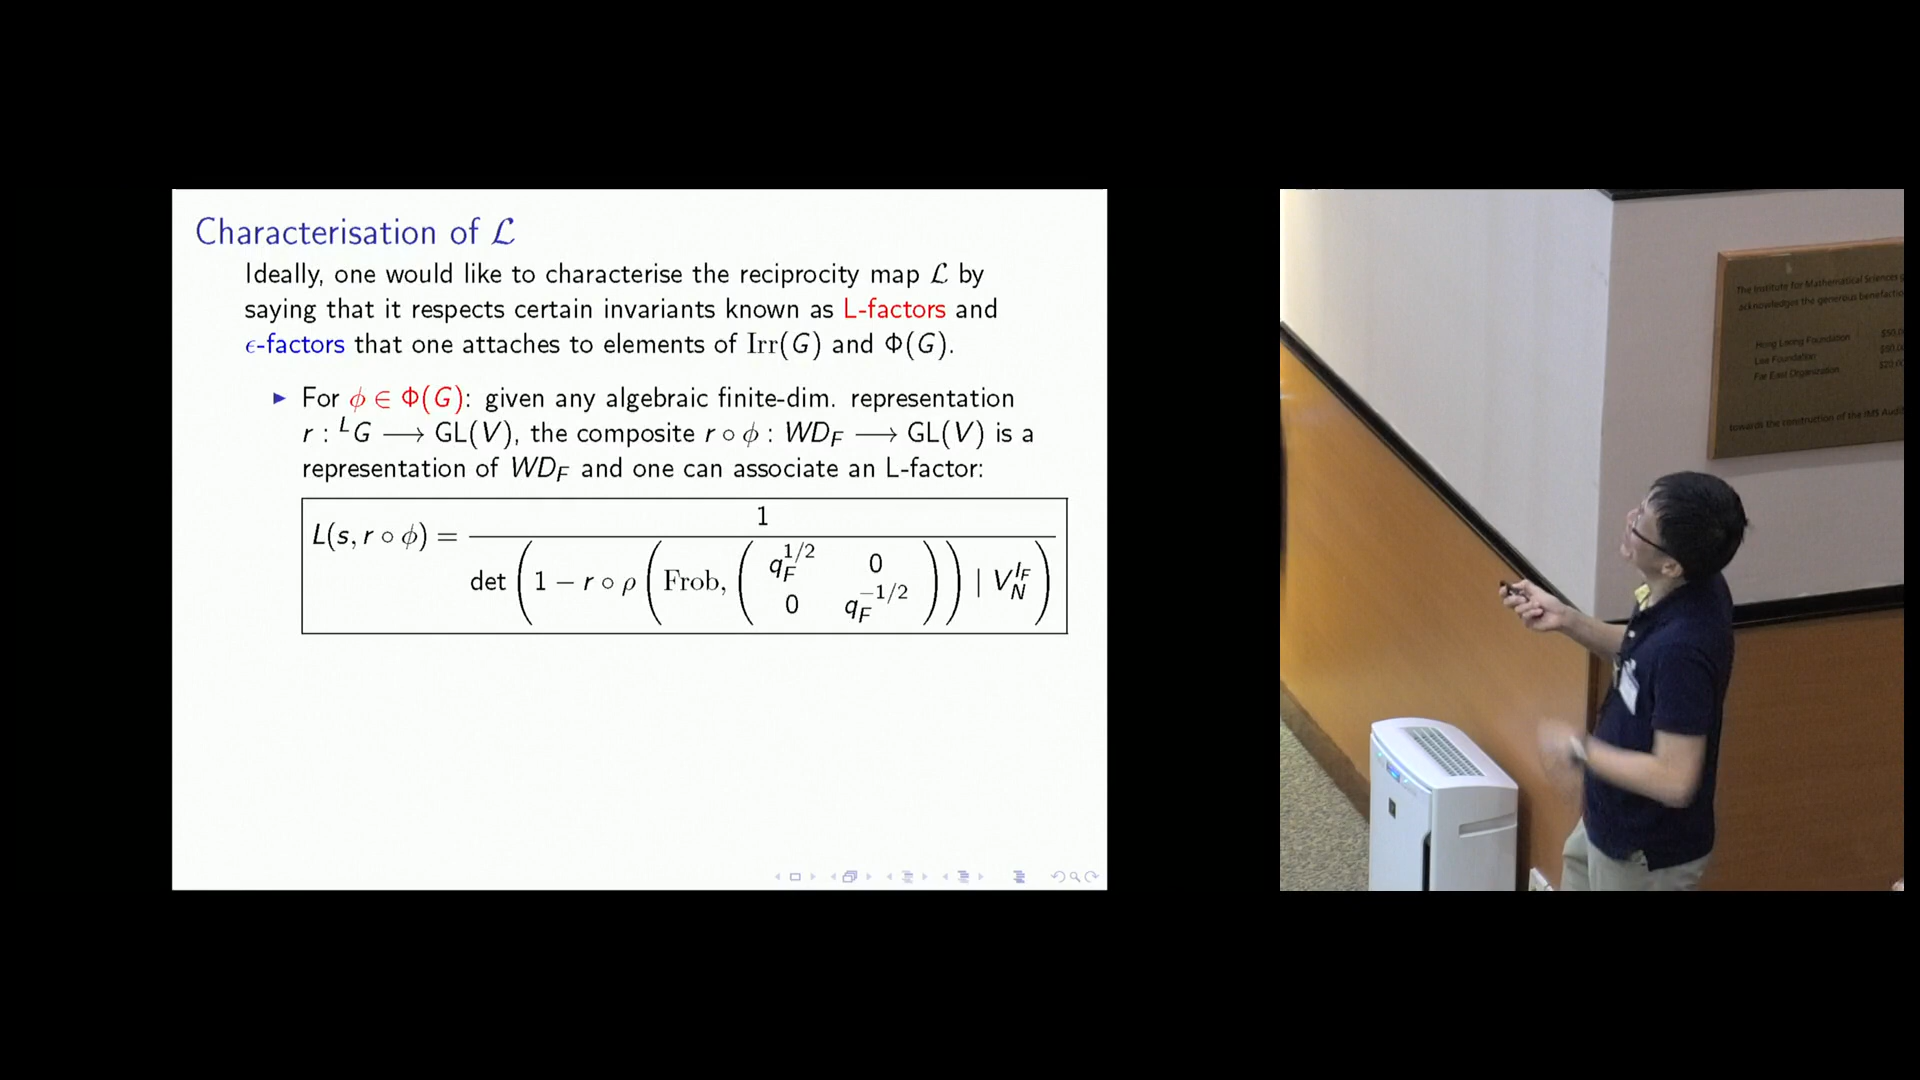 Characterisation of ℒ
Ideally, one would like to characterise the reciprocity map ℒ by
saying that it respects certain invariants known as L-factors and
ϵ-factors that one attaches to elements of Irr(G) and Φ(G).
▶ For ϕ ∈ Φ(G): given any algebraic finite-dim. representation
r : ᴸG ⟶ GL(V), the composite r ∘ ϕ : WD_F ⟶ GL(V) is a
representation of WD_F and one can associate an L-factor:
L(s, r ∘ ϕ) = 1 / det(1 − r ∘ ρ(Frob, (q_F^{1/2} 0 ; 0 q_F^{−1/2})) | V_N^{I_F})
The Institute for Mathematical Sciences
acknowledges the generous benefactio
Hong Leong Foundation
Lee Foundation
Far East Organization
towards the construction of the IMS Audi